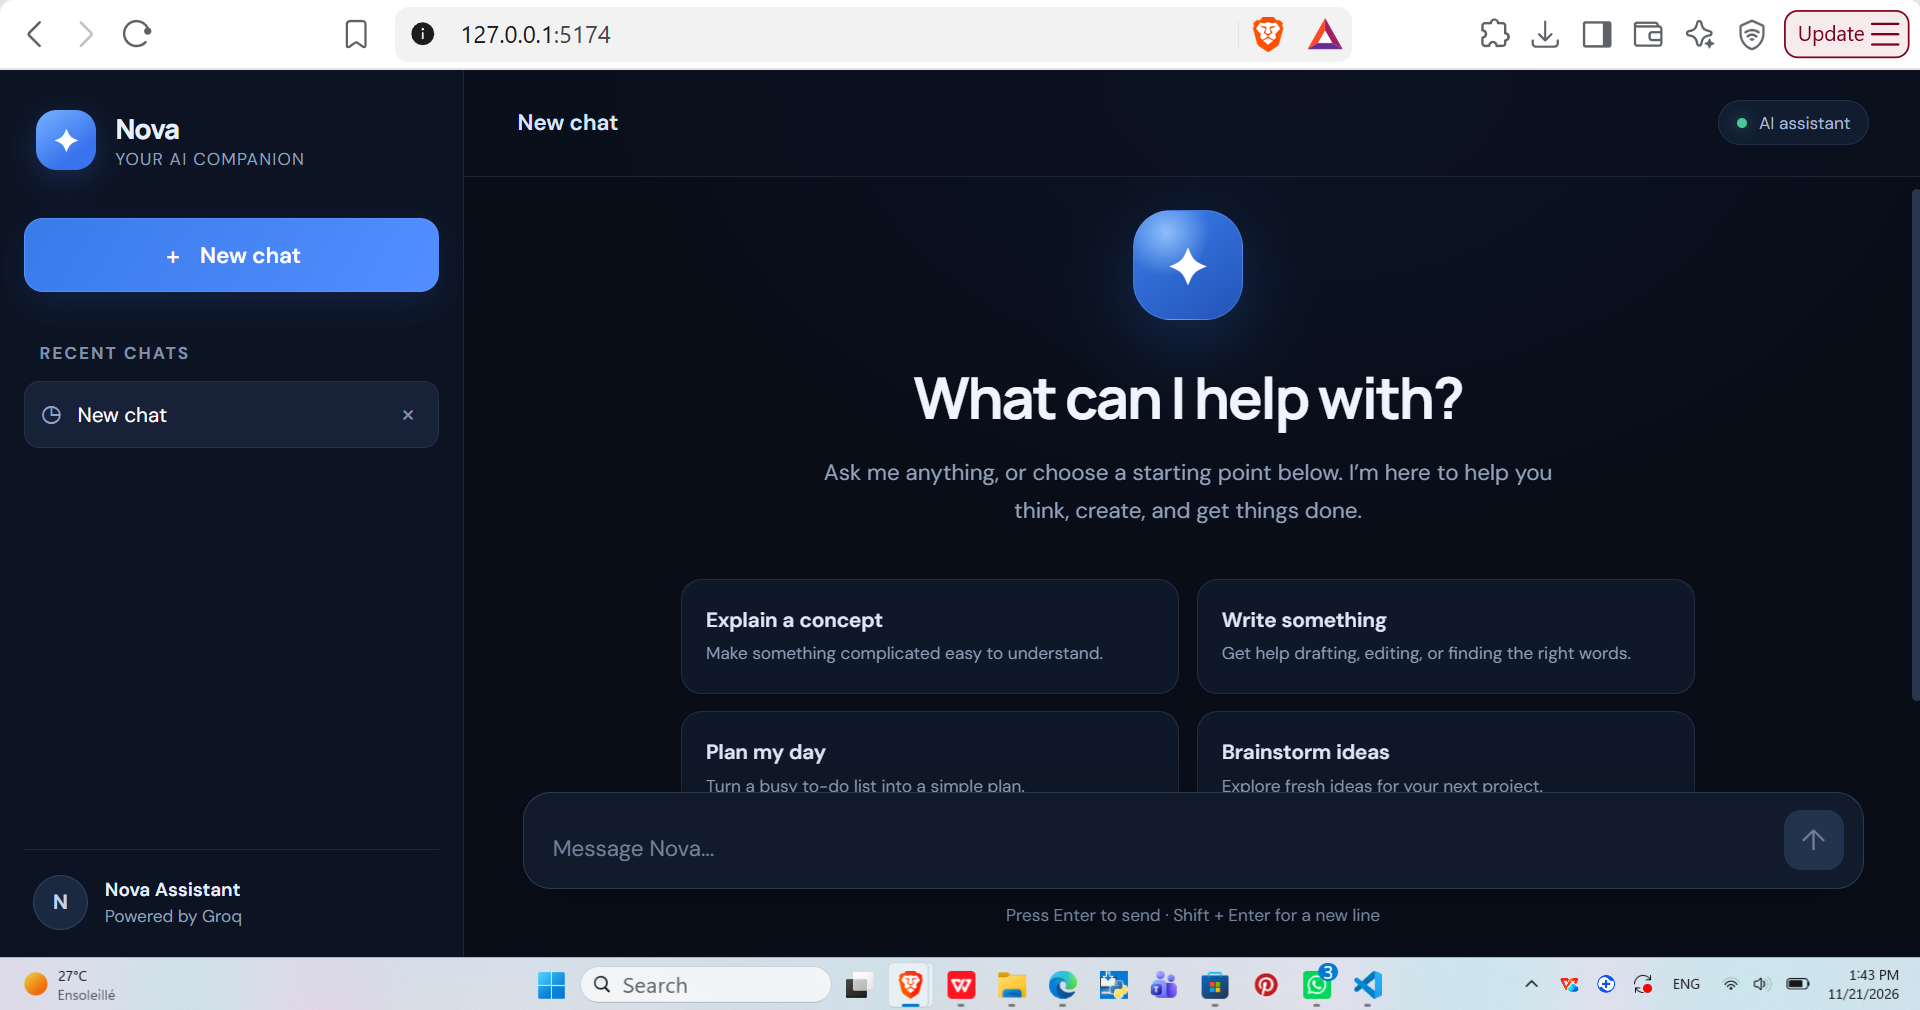 127.0.0.1:5174
Update
Nova
YOUR AI COMPANION
+ New chat
RECENT CHATS
New chat
Nova Assistant
N
Powered by Groq
New chat
AI assistant
What can I help with?
Ask me anything, or choose a starting point below. I’m here to help you
think, create, and get things done.
Explain a concept
Make something complicated easy to understand.
Write something
Get help drafting, editing, or finding the right words.
Plan my day
Turn a busy to-do list into a simple plan.
Brainstorm ideas
Explore fresh ideas for your next project.
Message Nova...
Press Enter to send · Shift + Enter for a new line
27°C
Ensoleillé
Search
3
ENG
1:43 PM
11/21/2026